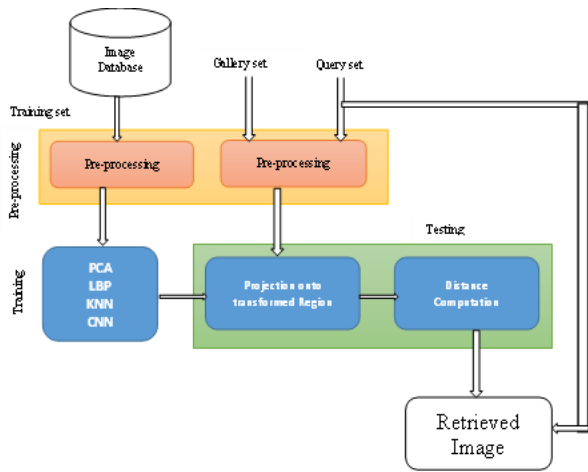 Image
Database
Gallery set
Query set
Training set
Pre-processing
Pre-processing
Pre-processing
Testing
Training
PCA
LBP
KNN
CNN
Projection onto
transformed Region
Distance
Computation
Retrieved
Image